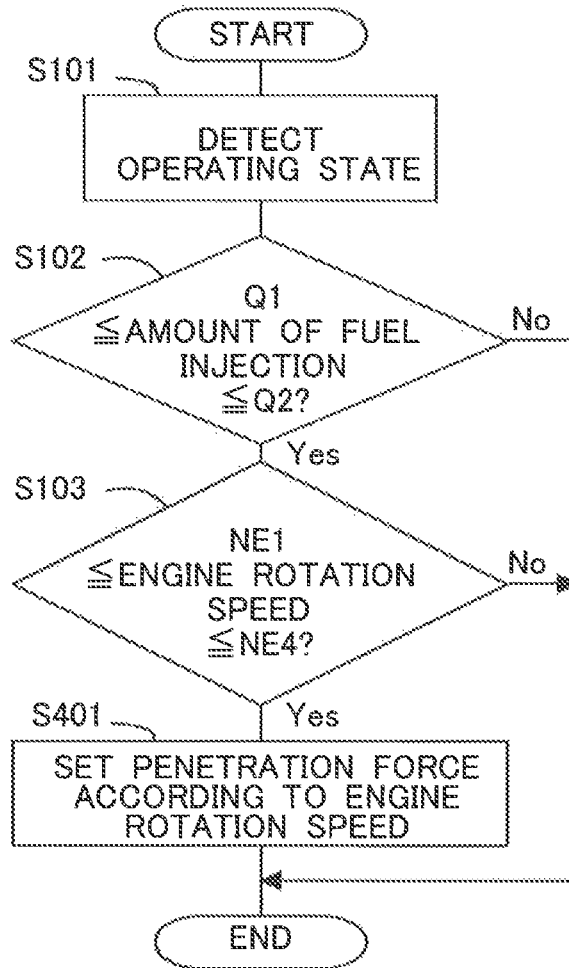 START
S101
DETECT
OPERATING STATE
S102
Q1
≦AMOUNT OF FUEL
INJECTION
≦Q2?
No
Yes
S103
NE1
≦ENGINE ROTATION
SPEED
≦NE4?
No
Yes
S401
SET PENETRATION FORCE
ACCORDING TO ENGINE
ROTATION SPEED
END